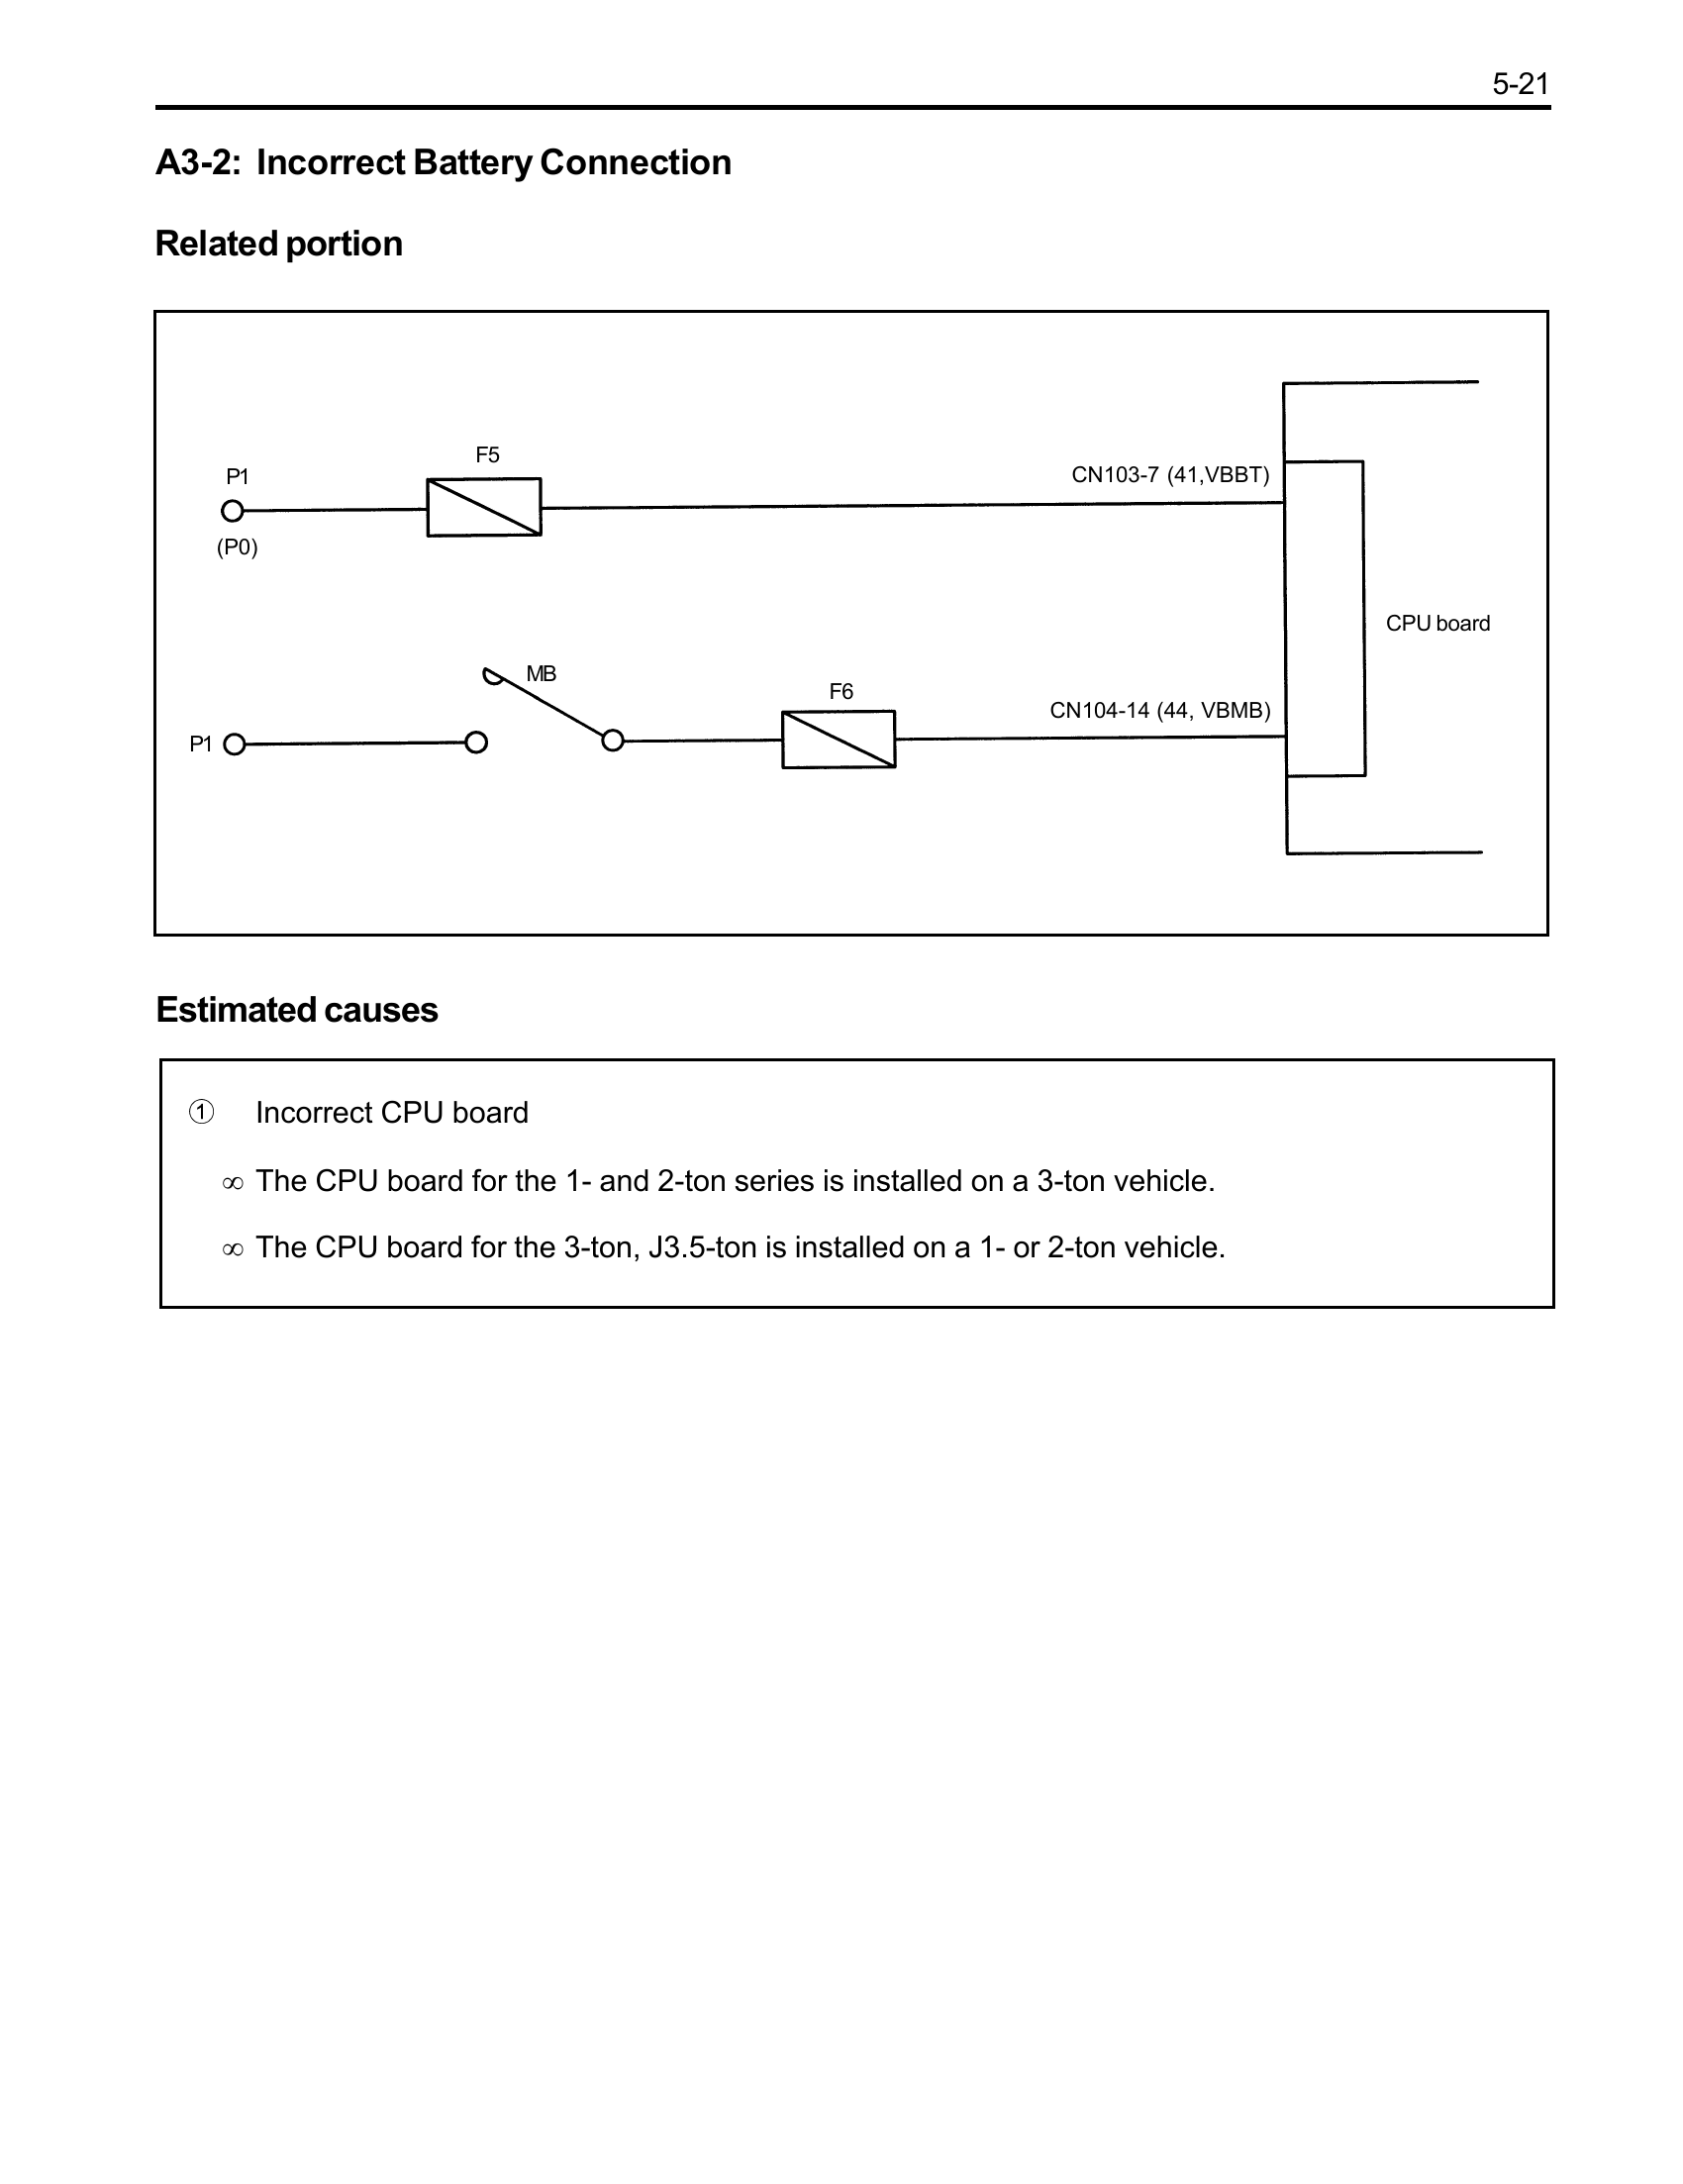 5-21
A3-2: Incorrect Battery Connection
Related portion
F5
P1
CN103-7 (41,VBBT)
(P0)
CPU board
MB
F6
CN104-14 (44, VBMB)
P1
Estimated causes
① Incorrect CPU board
∞ The CPU board for the 1- and 2-ton series is installed on a 3-ton vehicle.
∞ The CPU board for the 3-ton, J3.5-ton is installed on a 1- or 2-ton vehicle.